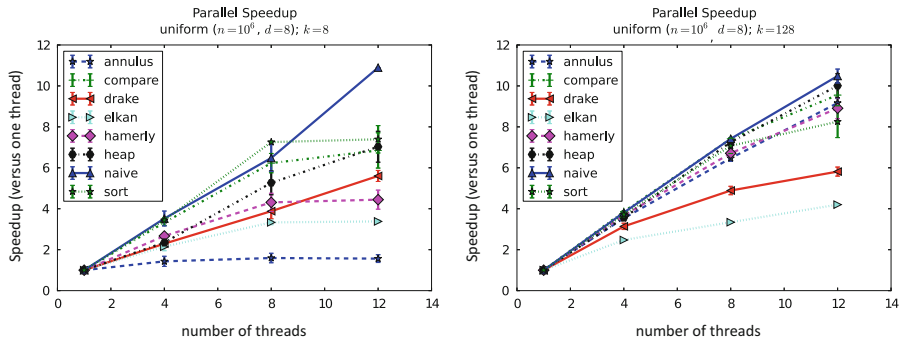 Parallel Speedup
uniform (n=10⁶, d=8); k=8
Speedup (versus one thread)
12
10
8
6
4
2
0
annulus
compare
drake
elkan
hamerly
heap
naive
sort
0 2 4 6 8 10 12 14
number of threads
Parallel Speedup
uniform (n=10⁶, d=8); k=128
Speedup (versus one thread)
12
10
8
6
4
2
0
annulus
compare
drake
elkan
hamerly
heap
naive
sort
0 2 4 6 8 10 12 14
number of threads